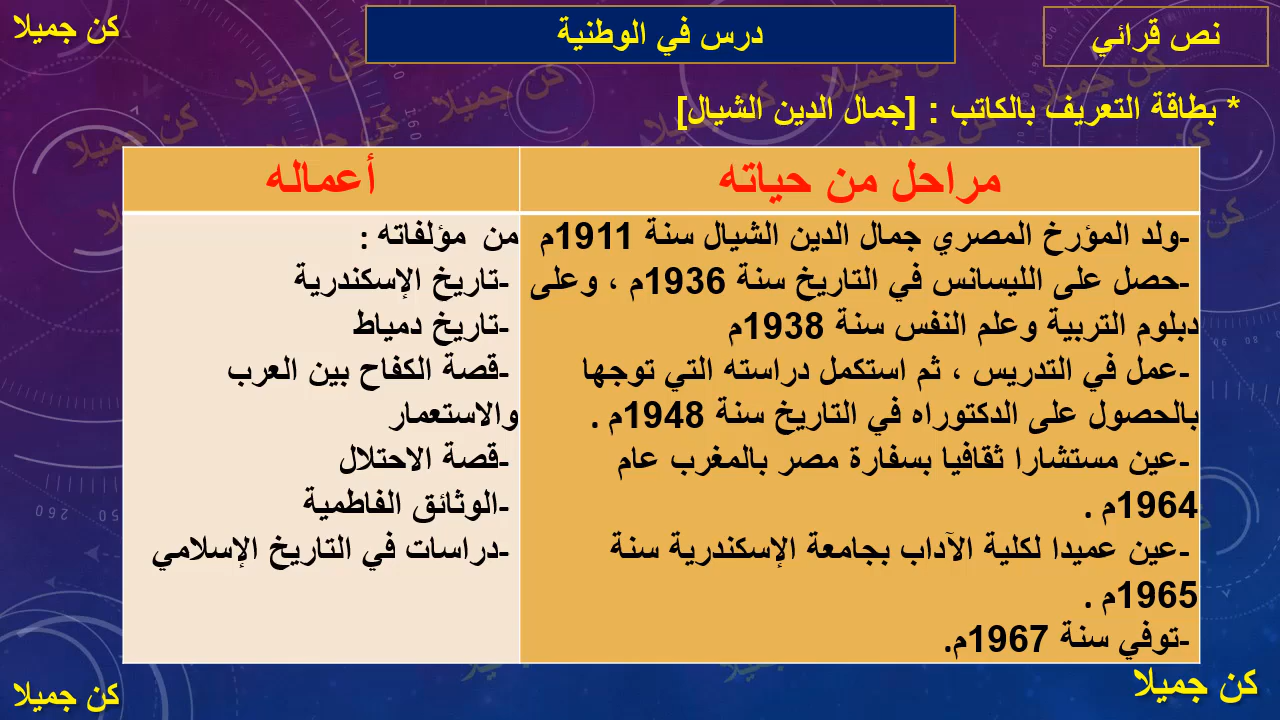 نص قرائي
درس في الوطنية
كن جميلا
* بطاقة التعريف بالكاتب : [جمال الدين الشيال]
مراحل من حياته
-ولد المؤرخ المصري جمال الدين الشيال سنة 1911م
-حصل على الليسانس في التاريخ سنة 1936م ، وعلى
دبلوم التربية وعلم النفس سنة 1938م
-عمل في التدريس ، ثم استكمل دراسته التي توجها
بالحصول على الدكتوراه في التاريخ سنة 1948م .
-عين مستشارا ثقافيا بسفارة مصر بالمغرب عام
1964م .
-عين عميدا لكلية الآداب بجامعة الإسكندرية سنة
1965م .
-توفي سنة 1967م.
أعماله
من مؤلفاته :
-تاريخ الإسكندرية
-تاريخ دمياط
-قصة الكفاح بين العرب
والاستعمار
-قصة الاحتلال
-الوثائق الفاطمية
-دراسات في التاريخ الإسلامي
كن جميلا
كن جميلا